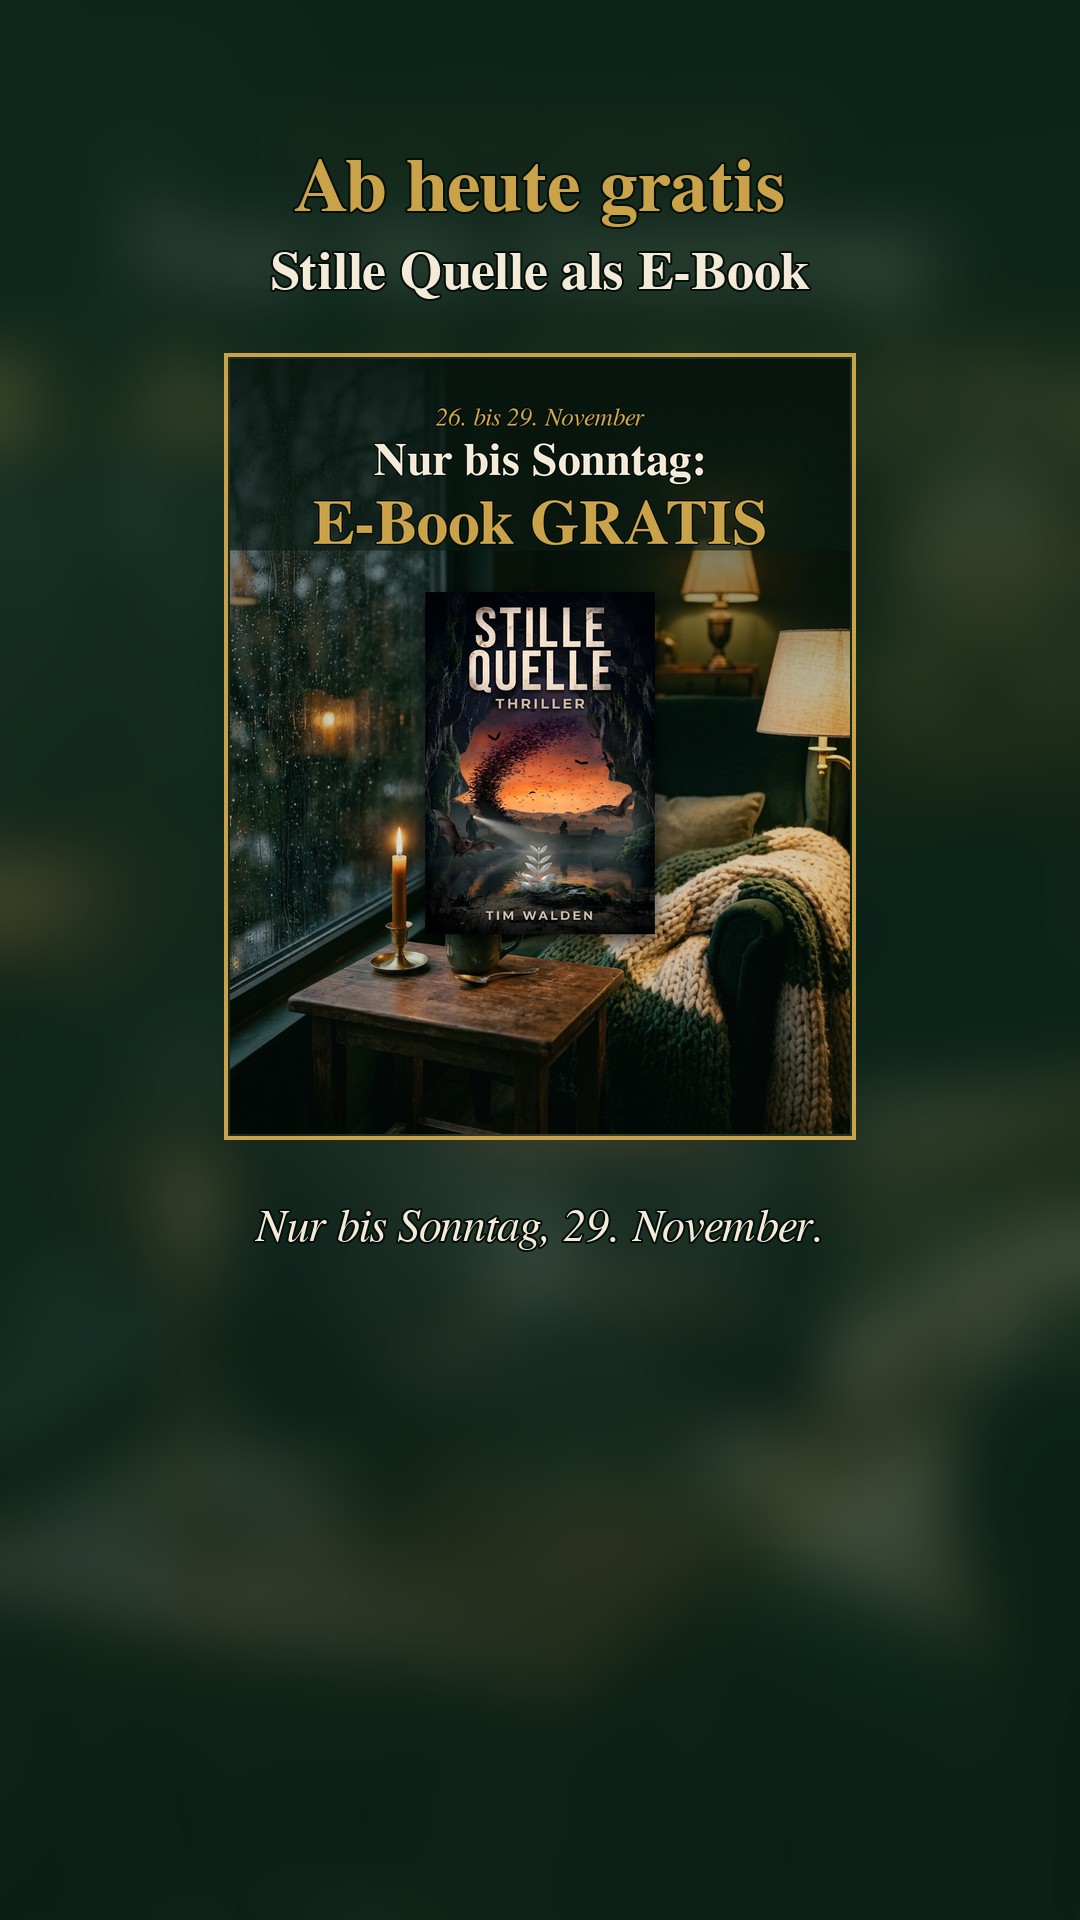 Ab heute gratis
Stille Quelle als E-Book
26. bis 29. November
Nur bis Sonntag:
E-Book GRATIS
STILLE
QUELLE
THRILLER
TIM WALDEN
Nur bis Sonntag, 29. November.